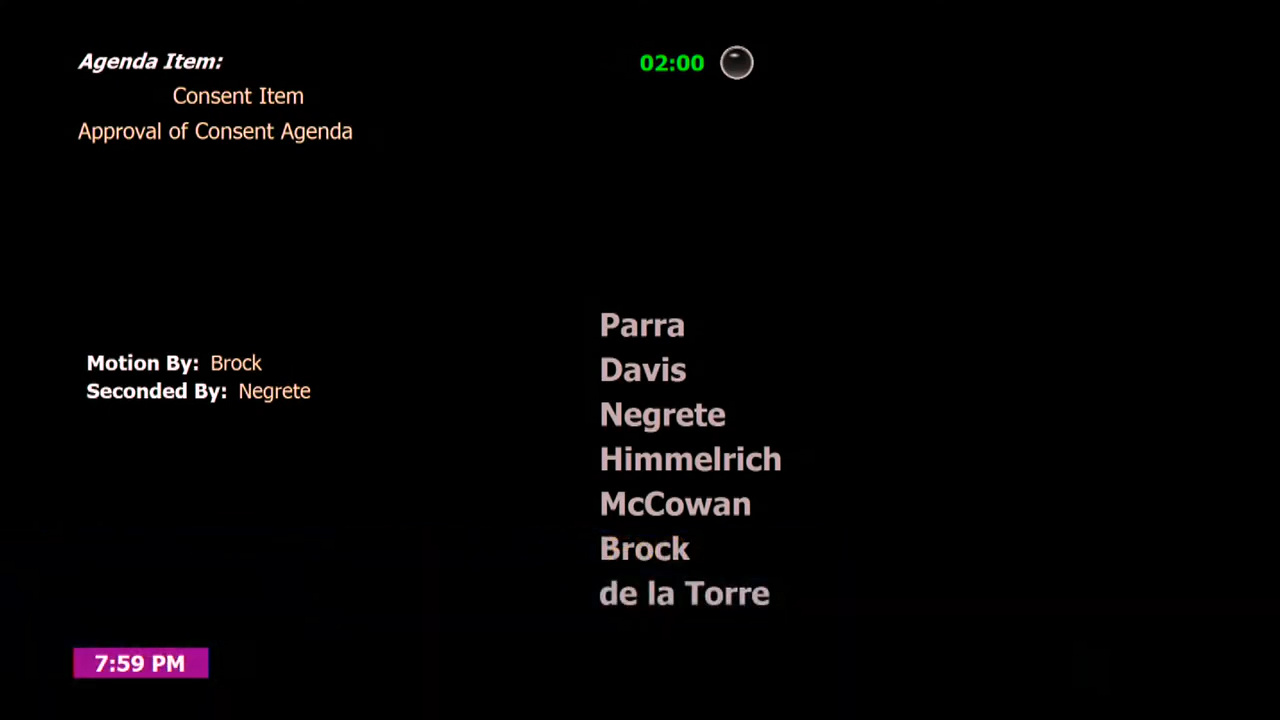 Agenda Item:
02:00
Consent Item
Approval of Consent Agenda
Motion By: Brock
Seconded By: Negrete
Parra
Davis
Negrete
Himmelrich
McCowan
Brock
de la Torre
7:59 PM